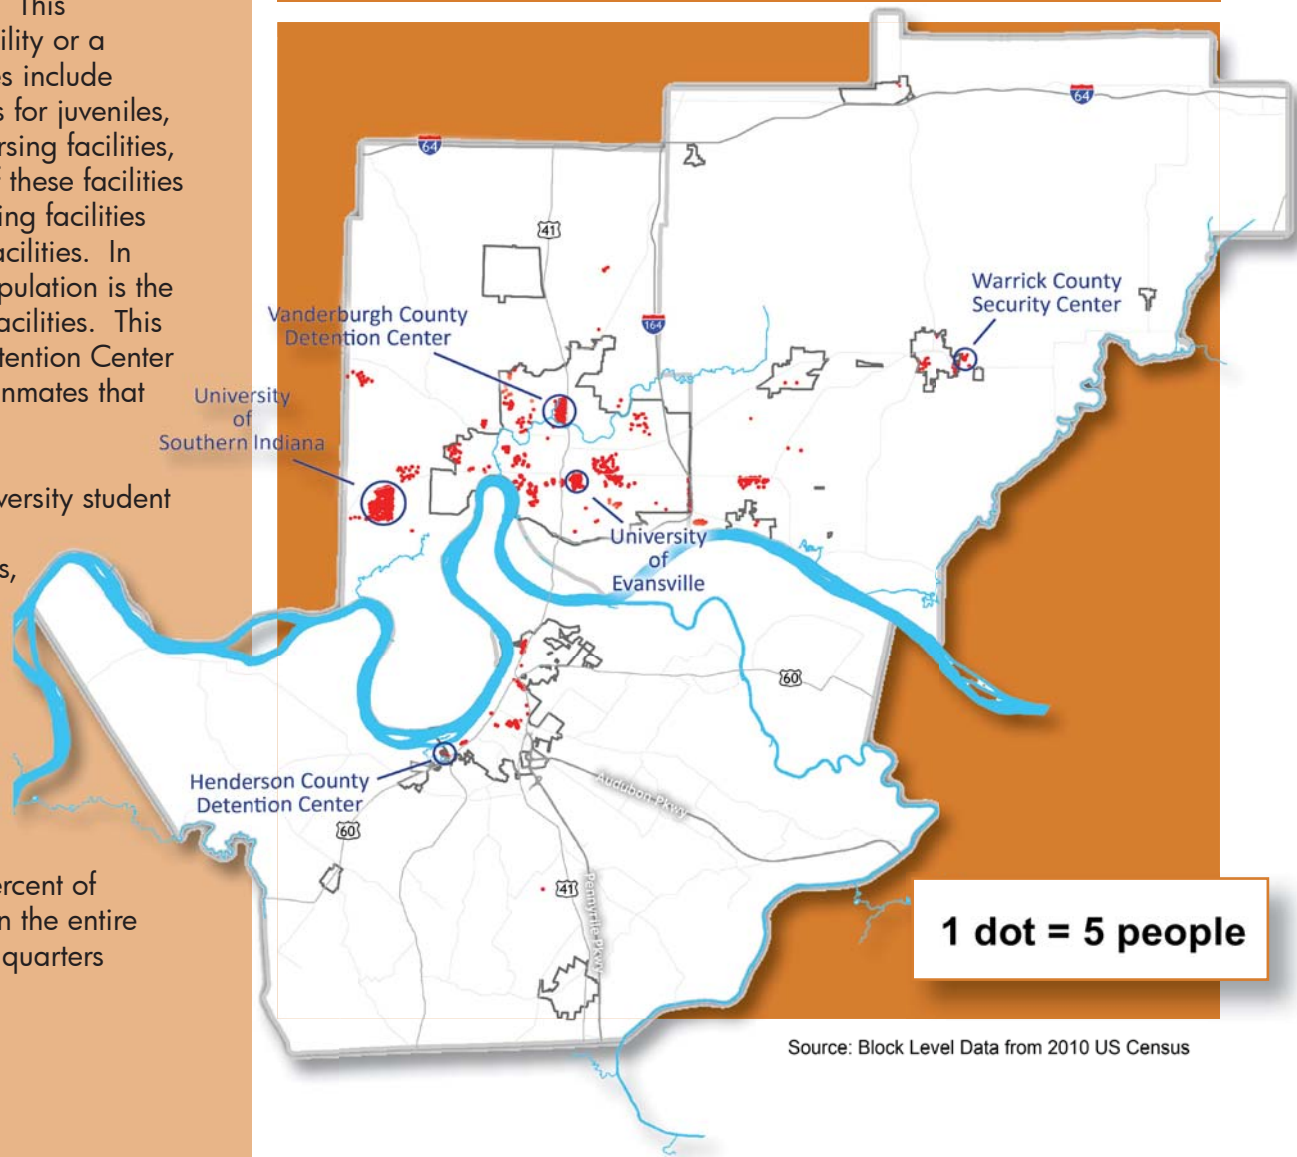 This
ility or a
es include
s for juveniles,
rsing facilities,
f these facilities
ing facilities
acilities. In
pulation is the
acilities. This
tention Center
nmates that
versity student
s,
ercent of
n the entire
quarters
64
64
41
Warrick County
Security Center
Vanderburgh County
Detention Center
164
University
of
Southern Indiana
University
of
Evansville
60
Henderson County
Detention Center
Audubon Pkwy
60
41
Pennyrile Pkwy
1 dot = 5 people
Source: Block Level Data from 2010 US Census